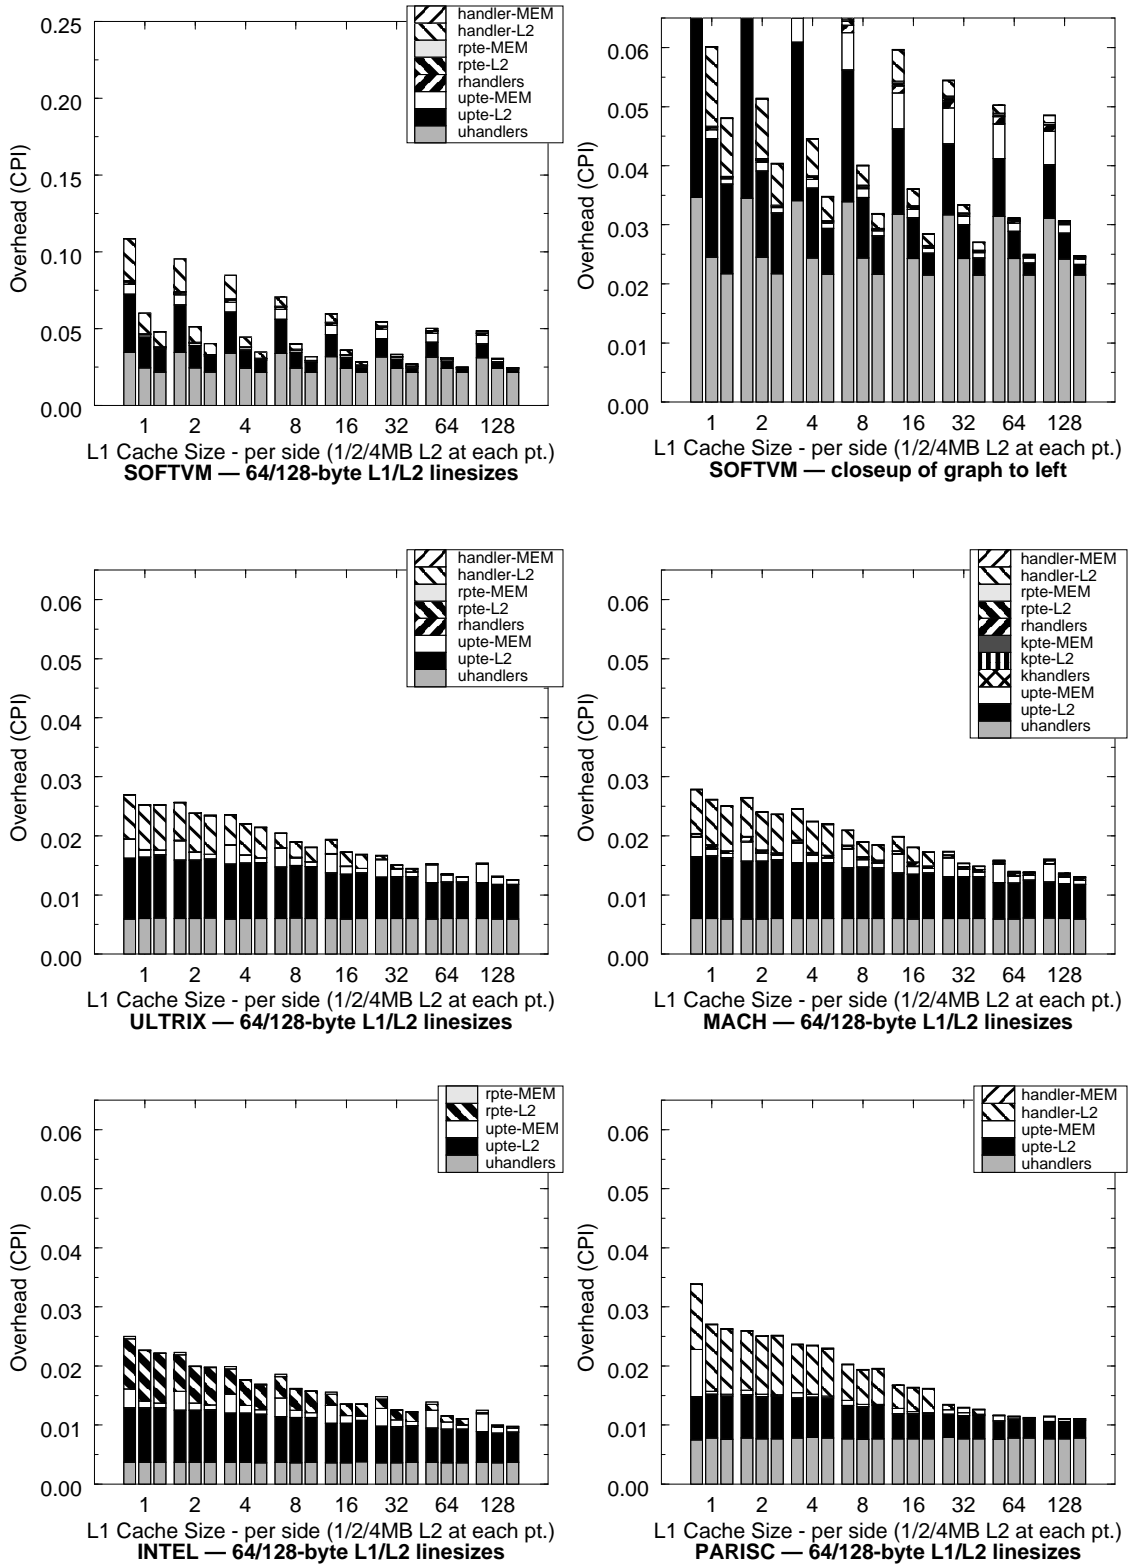 handler-MEM
handler-L2
rpte-MEM
rpte-L2
rhandlers
upte-MEM
upte-L2
uhandlers
0.25
0.20
0.15
0.10
0.05
0.00
Overhead (CPI)
1 2 4 8 16 32 64 128
L1 Cache Size - per side (1/2/4MB L2 at each pt.)
SOFTVM — 64/128-byte L1/L2 linesizes
0.06
0.05
0.04
0.03
0.02
0.01
0.00
Overhead (CPI)
1 2 4 8 16 32 64 128
L1 Cache Size - per side (1/2/4MB L2 at each pt.)
SOFTVM — closeup of graph to left
handler-MEM
handler-L2
rpte-MEM
rpte-L2
rhandlers
upte-MEM
upte-L2
uhandlers
0.06
0.05
0.04
0.03
0.02
0.01
0.00
Overhead (CPI)
1 2 4 8 16 32 64 128
L1 Cache Size - per side (1/2/4MB L2 at each pt.)
ULTRIX — 64/128-byte L1/L2 linesizes
handler-MEM
handler-L2
rpte-MEM
rpte-L2
rhandlers
kpte-MEM
kpte-L2
khandlers
upte-MEM
upte-L2
uhandlers
0.06
0.05
0.04
0.03
0.02
0.01
0.00
Overhead (CPI)
1 2 4 8 16 32 64 128
L1 Cache Size - per side (1/2/4MB L2 at each pt.)
MACH — 64/128-byte L1/L2 linesizes
rpte-MEM
rpte-L2
upte-MEM
upte-L2
uhandlers
0.06
0.05
0.04
0.03
0.02
0.01
0.00
Overhead (CPI)
1 2 4 8 16 32 64 128
L1 Cache Size - per side (1/2/4MB L2 at each pt.)
INTEL — 64/128-byte L1/L2 linesizes
handler-MEM
handler-L2
upte-MEM
upte-L2
uhandlers
0.06
0.05
0.04
0.03
0.02
0.01
0.00
Overhead (CPI)
1 2 4 8 16 32 64 128
L1 Cache Size - per side (1/2/4MB L2 at each pt.)
PARISC — 64/128-byte L1/L2 linesizes